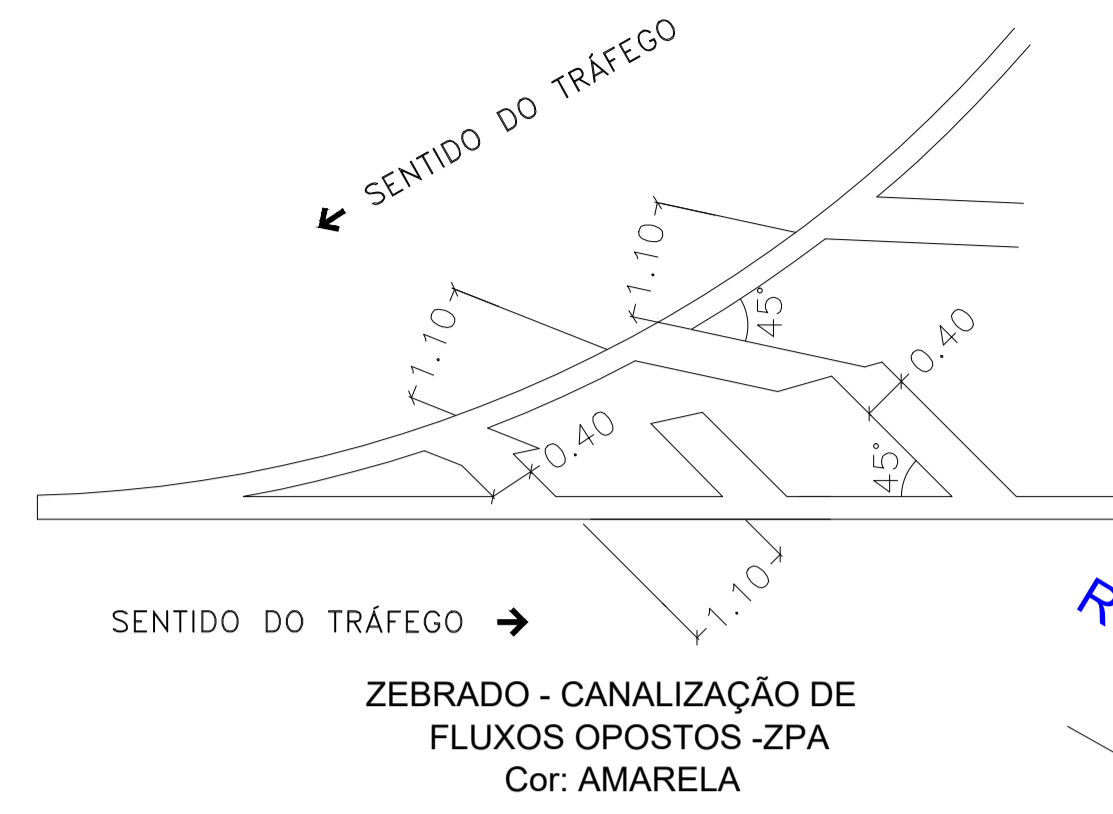 SENTIDO DO TRÁFEGO
1.10
1.10
45°
0.40
0.40
45°
1.10
SENTIDO DO TRÁFEGO
R
ZEBRADO - CANALIZAÇÃO DE
FLUXOS OPOSTOS -ZPA
Cor: AMARELA